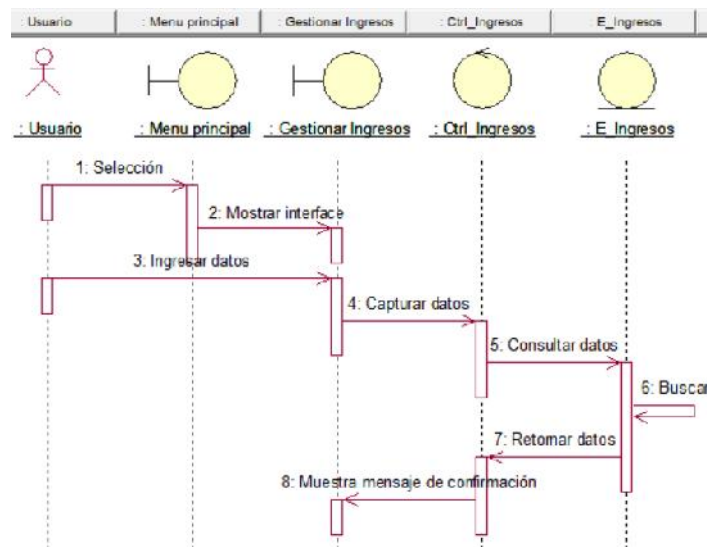 : Usuario
: Menu principal
: Gestionar Ingresos
: Ctrl_Ingresos
: E_Ingresos
: Usuario
: Menu principal
: Gestionar Ingresos
: Ctrl_Ingresos
: E_Ingresos
1: Selección
2: Mostrar interface
3: Ingresar datos
4: Capturar datos
5: Consultar datos
6: Buscar
7: Retornar datos
8: Muestra mensaje de confirmación